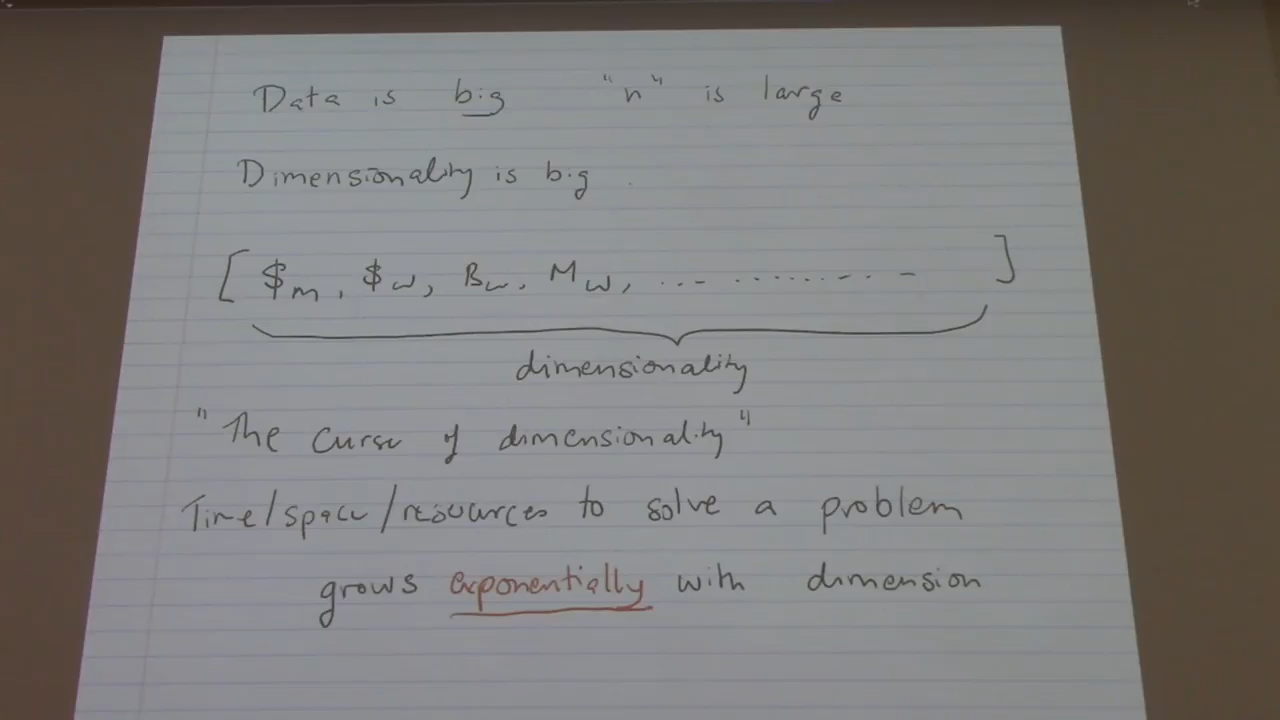 Data is big "n" is large
Dimensionality is big
[ $m, $w, Bw, Mw, ... ......... ]
dimensionality
"The curse of dimensionality"
Time/space/resources to solve a problem
grows exponentially with dimension